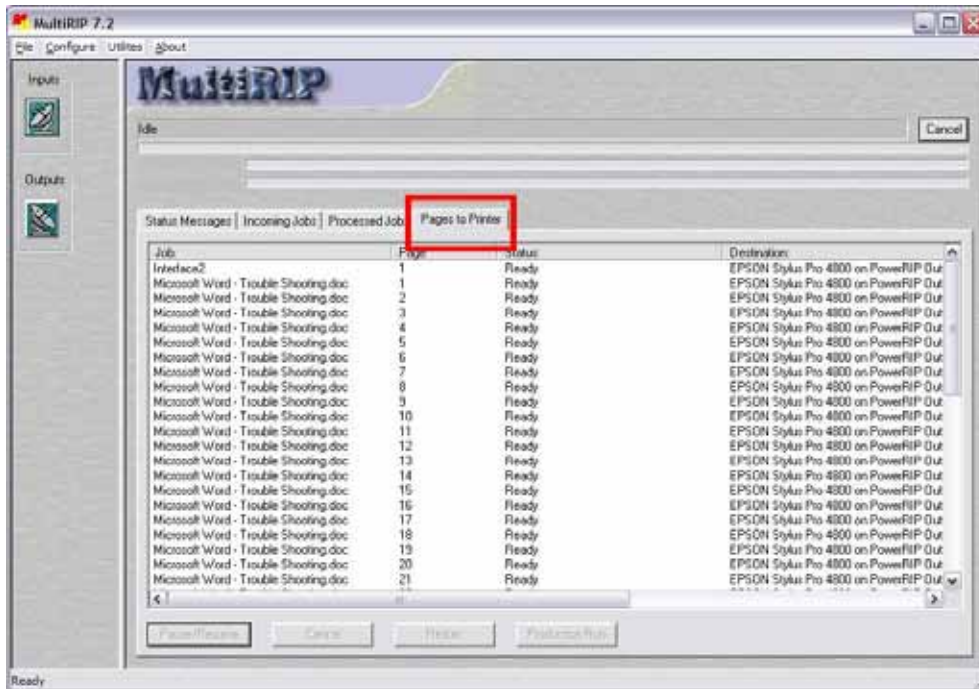 MultiRIP 7.2
File Configure Utilites About
Inputs
MultiRIP
Idle
Cancel
Outputs
Status Messages Incoming Jobs Processed Job Pages to Printer
Job Page Status Destination
Interface2 1 Ready EPSON Stylus Pro 4800 on PowerRIP Out
Microsoft Word - Trouble Shooting.doc 1 Ready EPSON Stylus Pro 4800 on PowerRIP Out
Microsoft Word - Trouble Shooting.doc 2 Ready EPSON Stylus Pro 4800 on PowerRIP Out
Microsoft Word - Trouble Shooting.doc 3 Ready EPSON Stylus Pro 4800 on PowerRIP Out
Microsoft Word - Trouble Shooting.doc 4 Ready EPSON Stylus Pro 4800 on PowerRIP Out
Microsoft Word - Trouble Shooting.doc 5 Ready EPSON Stylus Pro 4800 on PowerRIP Out
Microsoft Word - Trouble Shooting.doc 6 Ready EPSON Stylus Pro 4800 on PowerRIP Out
Microsoft Word - Trouble Shooting.doc 7 Ready EPSON Stylus Pro 4800 on PowerRIP Out
Microsoft Word - Trouble Shooting.doc 8 Ready EPSON Stylus Pro 4800 on PowerRIP Out
Microsoft Word - Trouble Shooting.doc 9 Ready EPSON Stylus Pro 4800 on PowerRIP Out
Microsoft Word - Trouble Shooting.doc 10 Ready EPSON Stylus Pro 4800 on PowerRIP Out
Microsoft Word - Trouble Shooting.doc 11 Ready EPSON Stylus Pro 4800 on PowerRIP Out
Microsoft Word - Trouble Shooting.doc 12 Ready EPSON Stylus Pro 4800 on PowerRIP Out
Microsoft Word - Trouble Shooting.doc 13 Ready EPSON Stylus Pro 4800 on PowerRIP Out
Microsoft Word - Trouble Shooting.doc 14 Ready EPSON Stylus Pro 4800 on PowerRIP Out
Microsoft Word - Trouble Shooting.doc 15 Ready EPSON Stylus Pro 4800 on PowerRIP Out
Microsoft Word - Trouble Shooting.doc 16 Ready EPSON Stylus Pro 4800 on PowerRIP Out
Microsoft Word - Trouble Shooting.doc 17 Ready EPSON Stylus Pro 4800 on PowerRIP Out
Microsoft Word - Trouble Shooting.doc 18 Ready EPSON Stylus Pro 4800 on PowerRIP Out
Microsoft Word - Trouble Shooting.doc 19 Ready EPSON Stylus Pro 4800 on PowerRIP Out
Microsoft Word - Trouble Shooting.doc 20 Ready EPSON Stylus Pro 4800 on PowerRIP Out
Microsoft Word - Trouble Shooting.doc 21 Ready EPSON Stylus Pro 4800 on PowerRIP Out
Pause/Resume Cancel Production Run
Ready